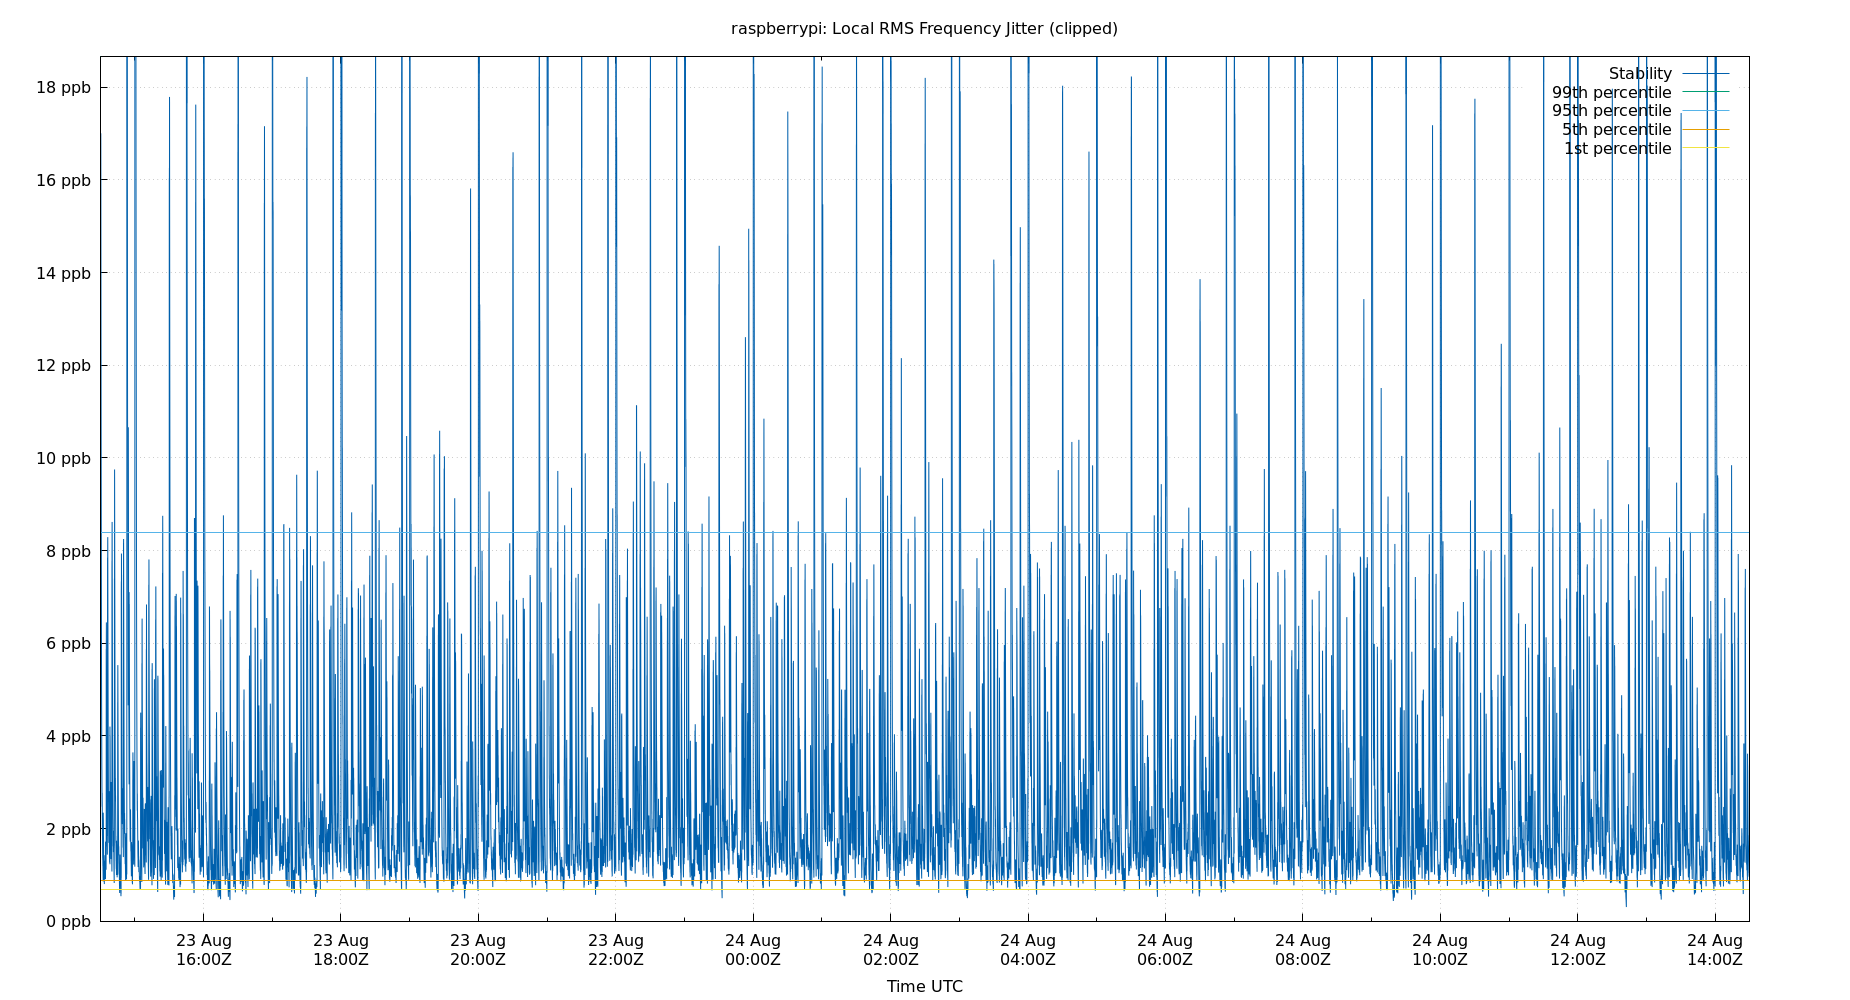 raspberrypi: Local RMS Frequency Jitter (clipped)
18 ppb
16 ppb
14 ppb
12 ppb
10 ppb
8 ppb
6 ppb
4 ppb
2 ppb
0 ppb
Stability
99th percentile
95th percentile
5th percentile
1st percentile
23 Aug 23 Aug 23 Aug 23 Aug 24 Aug 24 Aug 24 Aug 24 Aug 24 Aug 24 Aug 24 Aug 24 Aug
16:00Z 18:00Z 20:00Z 22:00Z 00:00Z 02:00Z 04:00Z 06:00Z 08:00Z 10:00Z 12:00Z 14:00Z
Time UTC